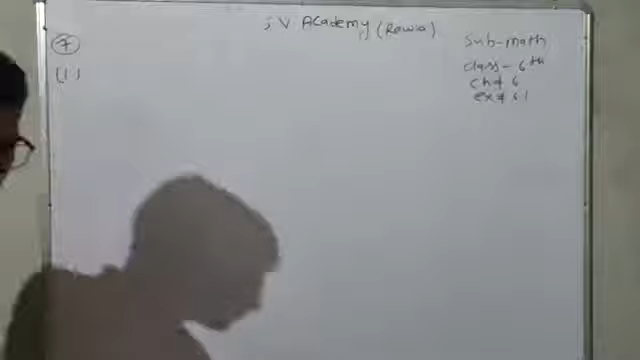 S V Academy (Rewa)
Sub-math
class - 6th
ch # 6
ex # 6.1
7
(1)